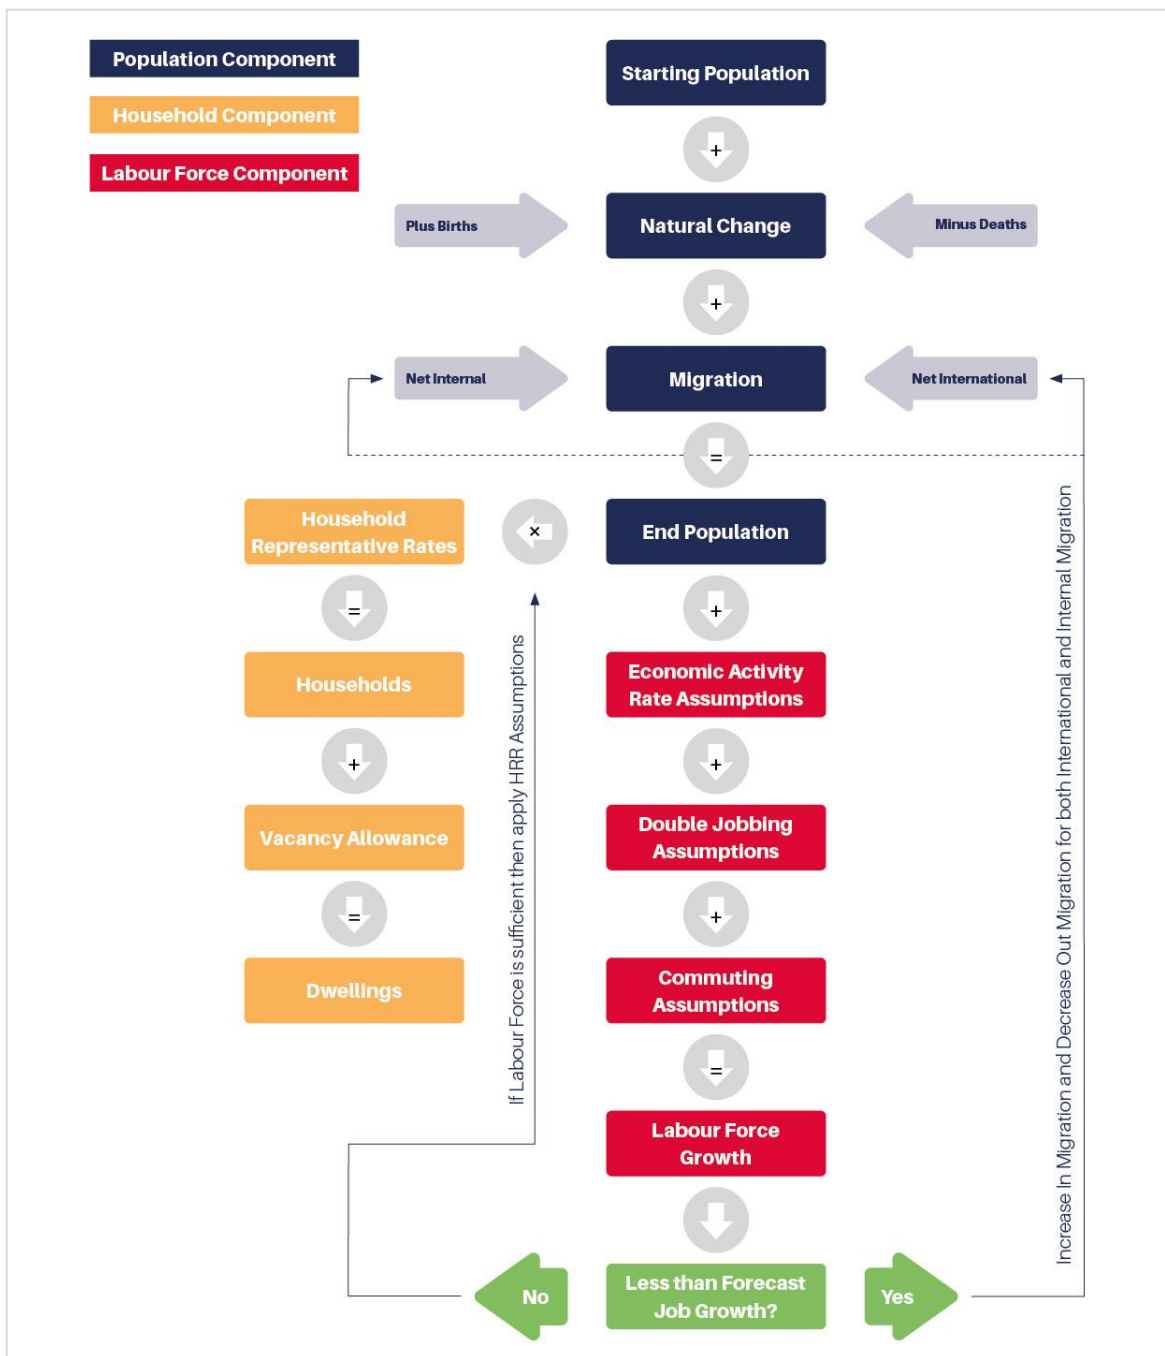 Population Component
Household Component
Labour Force Component
Starting Population
+
Plus Births
Natural Change
Minus Deaths
+
Net Internal
Migration
Net International
=
Household
Representative Rates
×
End Population
=
+
Households
Economic Activity
Rate Assumptions
+
+
Vacancy Allowance
Double Jobbing
Assumptions
=
+
Dwellings
Commuting
Assumptions
=
Labour Force
Growth
No
Less than Forecast
Job Growth?
Yes
If Labour Force is sufficient then apply HRR Assumptions
Increase In Migration and Decrease Out Migration for both International and Internal Migration